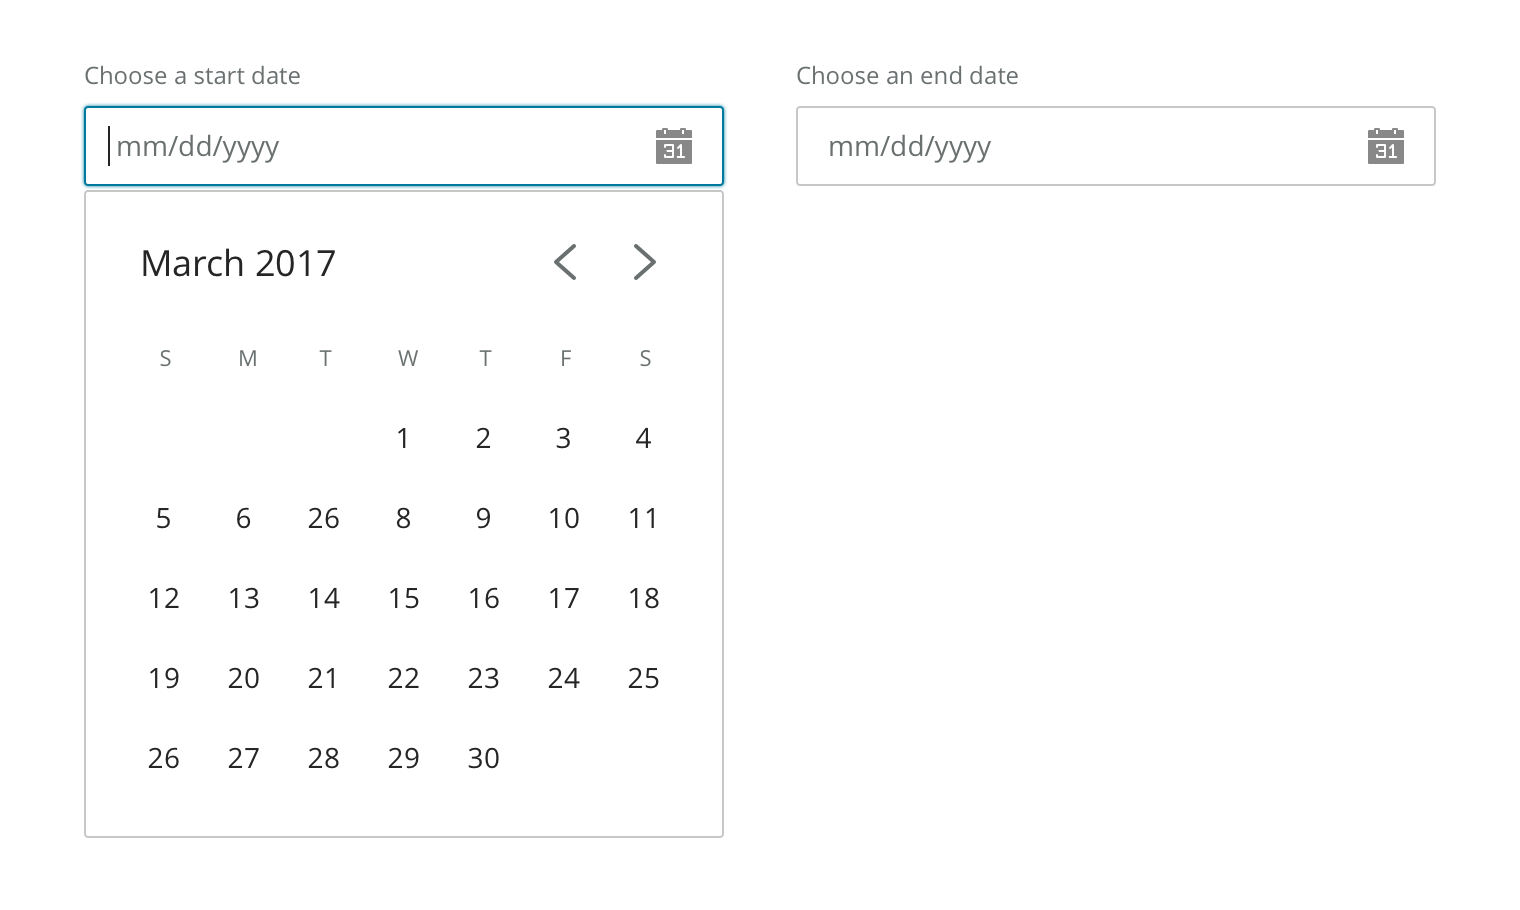 Choose a start date
Choose an end date
mm/dd/yyyy 31
mm/dd/yyyy 31
March 2017
S M T W T F S
1 2 3 4
5 6 26 8 9 10 11
12 13 14 15 16 17 18
19 20 21 22 23 24 25
26 27 28 29 30